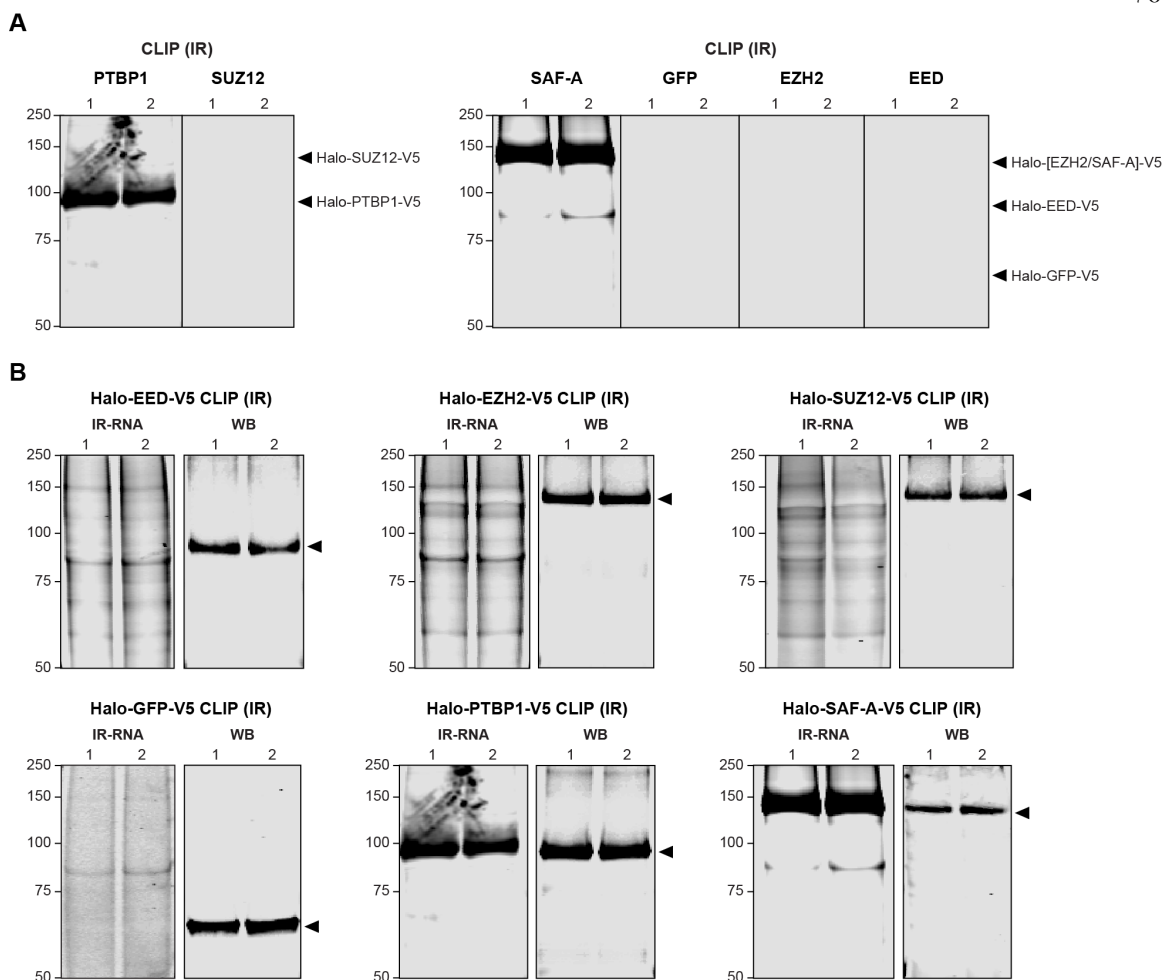 A
CLIP (IR)
CLIP (IR)
PTBP1 SUZ12
SAF-A GFP EZH2 EED
1 2 1 2
1 2 1 2 1 2 1 2
250
150
100
75
50
Halo-SUZ12-V5
Halo-PTBP1-V5
250
150
100
75
50
Halo-[EZH2/SAF-A]-V5
Halo-EED-V5
Halo-GFP-V5
B
Halo-EED-V5 CLIP (IR)
IR-RNA WB
1 2 1 2
250
150
100
75
50
Halo-EZH2-V5 CLIP (IR)
IR-RNA WB
1 2 1 2
250
150
100
75
50
Halo-SUZ12-V5 CLIP (IR)
IR-RNA WB
1 2 1 2
250
150
100
75
50
Halo-GFP-V5 CLIP (IR)
IR-RNA WB
1 2 1 2
250
150
100
75
50
Halo-PTBP1-V5 CLIP (IR)
IR-RNA WB
1 2 1 2
250
150
100
75
50
Halo-SAF-A-V5 CLIP (IR)
IR-RNA WB
1 2 1 2
250
150
100
75
50